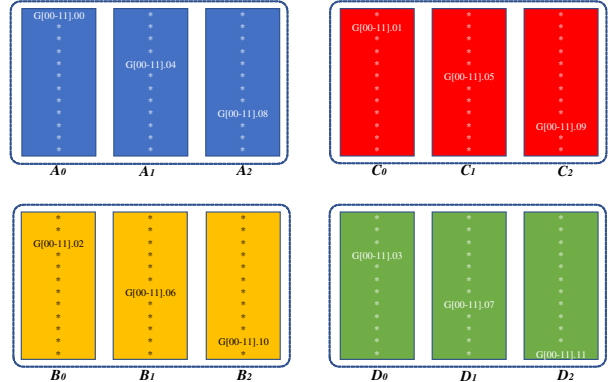 G[00-11].00 * *
* * *
* * *
* * *
* G[00-11].04 *
* * *
* * *
* * *
* * G[00-11].08
* * *
* * *
* * *
A0 A1 A2
* * *
G[00-11].01 * *
* * *
* * *
* * *
* G[00-11].05 *
* * *
* * *
* * *
* * G[00-11].09
* * *
* * *
C0 C1 C2
* * *
* * *
G[00-11].02 * *
* * *
* * *
* * *
* G[00-11].06 *
* * *
* * *
* * *
* * G[00-11].10
* * *
B0 B1 B2
* * *
* * *
* * *
G[00-11].03 * *
* * *
* * *
* * *
* G[00-11].07 *
* * *
* * *
* * *
* * G[00-11].11
D0 D1 D2